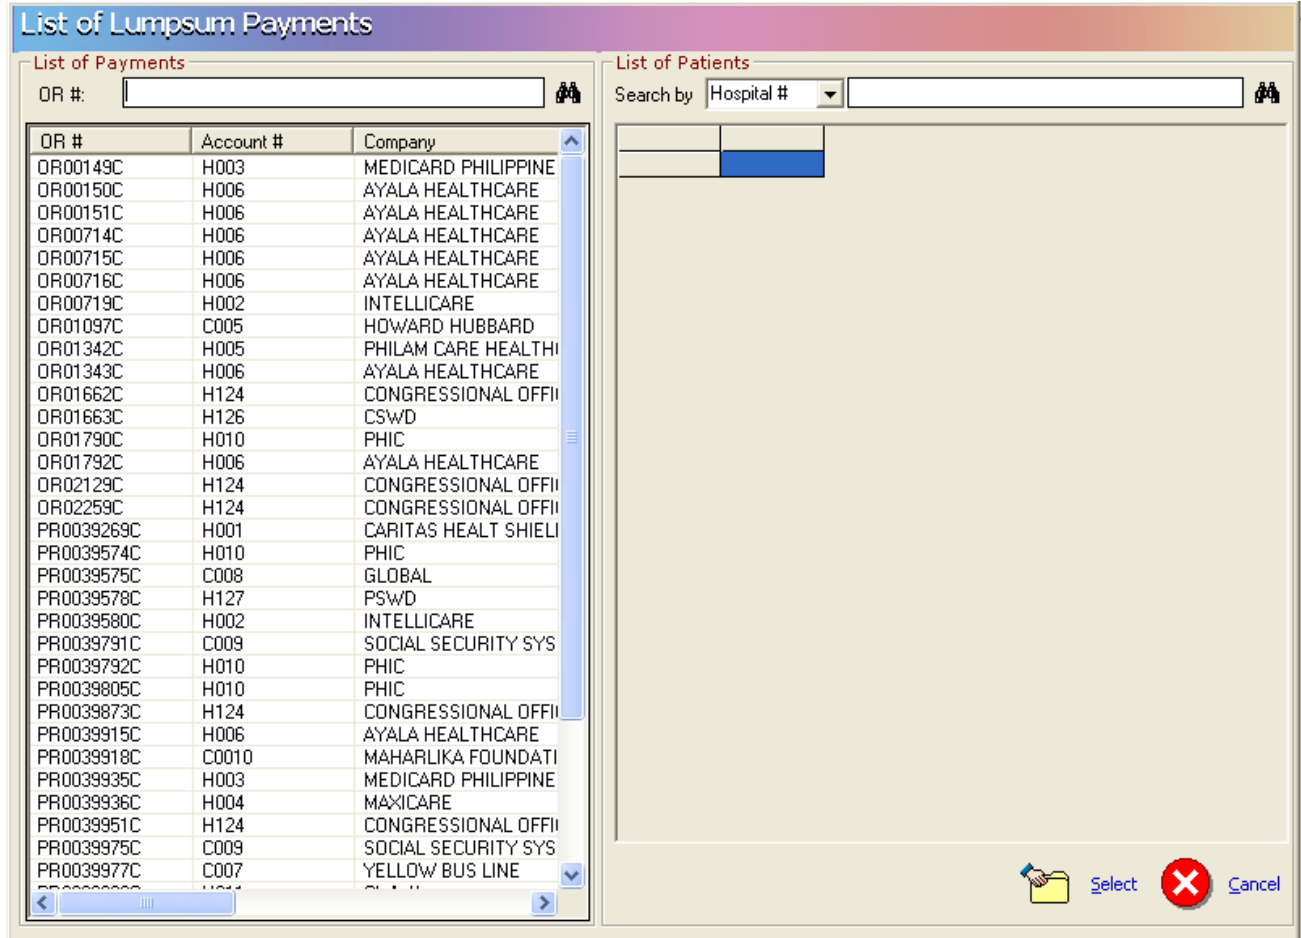 List of Lumpsum Payments
List of Payments
OR #:
OR # Account # Company
OR00149C H003 MEDICARD PHILIPPINE
OR00150C H006 AYALA HEALTHCARE
OR00151C H006 AYALA HEALTHCARE
OR00714C H006 AYALA HEALTHCARE
OR00715C H006 AYALA HEALTHCARE
OR00716C H006 AYALA HEALTHCARE
OR00719C H002 INTELLICARE
OR01097C C005 HOWARD HUBBARD
OR01342C H005 PHILAM CARE HEALTH
OR01343C H006 AYALA HEALTHCARE
OR01662C H124 CONGRESSIONAL OFFI
OR01663C H126 CSWD
OR01790C H010 PHIC
OR01792C H006 AYALA HEALTHCARE
OR02129C H124 CONGRESSIONAL OFFI
OR02259C H124 CONGRESSIONAL OFFI
PR0039269C H001 CARITAS HEALT SHIEL
PR0039574C H010 PHIC
PR0039575C C008 GLOBAL
PR0039578C H127 PSWD
PR0039580C H002 INTELLICARE
PR0039791C C009 SOCIAL SECURITY SYS
PR0039792C H010 PHIC
PR0039805C H010 PHIC
PR0039873C H124 CONGRESSIONAL OFFI
PR0039915C H006 AYALA HEALTHCARE
PR0039918C C0010 MAHARLIKA FOUNDATI
PR0039935C H003 MEDICARD PHILIPPINE
PR0039936C H004 MAXICARE
PR0039951C H124 CONGRESSIONAL OFFI
PR0039975C C009 SOCIAL SECURITY SYS
PR0039977C C007 YELLOW BUS LINE
List of Patients
Search by Hospital #
Select Cancel